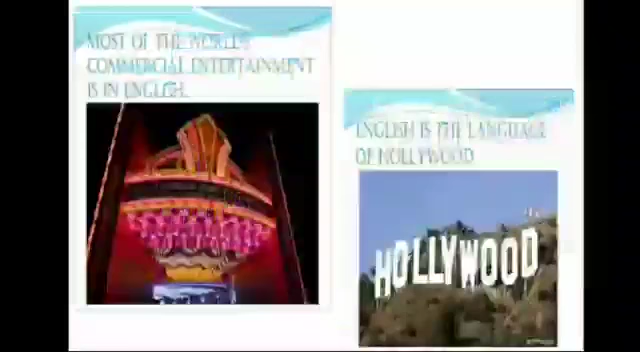 MOST OF THE WORLD'S
COMMERCIAL ENTERTAINMENT
IS IN ENGLISH.
ENGLISH IS THE LANGUAGE
OF HOLLYWOOD
HOLLYWOOD